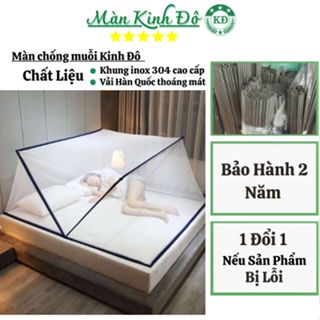 Màn Kinh Đô
KĐ
Màn chống muỗi Kinh Đô
Chất Liệu
Khung inox 304 cao cấp
Vải Hàn Quốc thoáng mát
Bảo Hành 2
Năm
1 Đổi 1
Nếu Sản Phẩm
Bị Lỗi